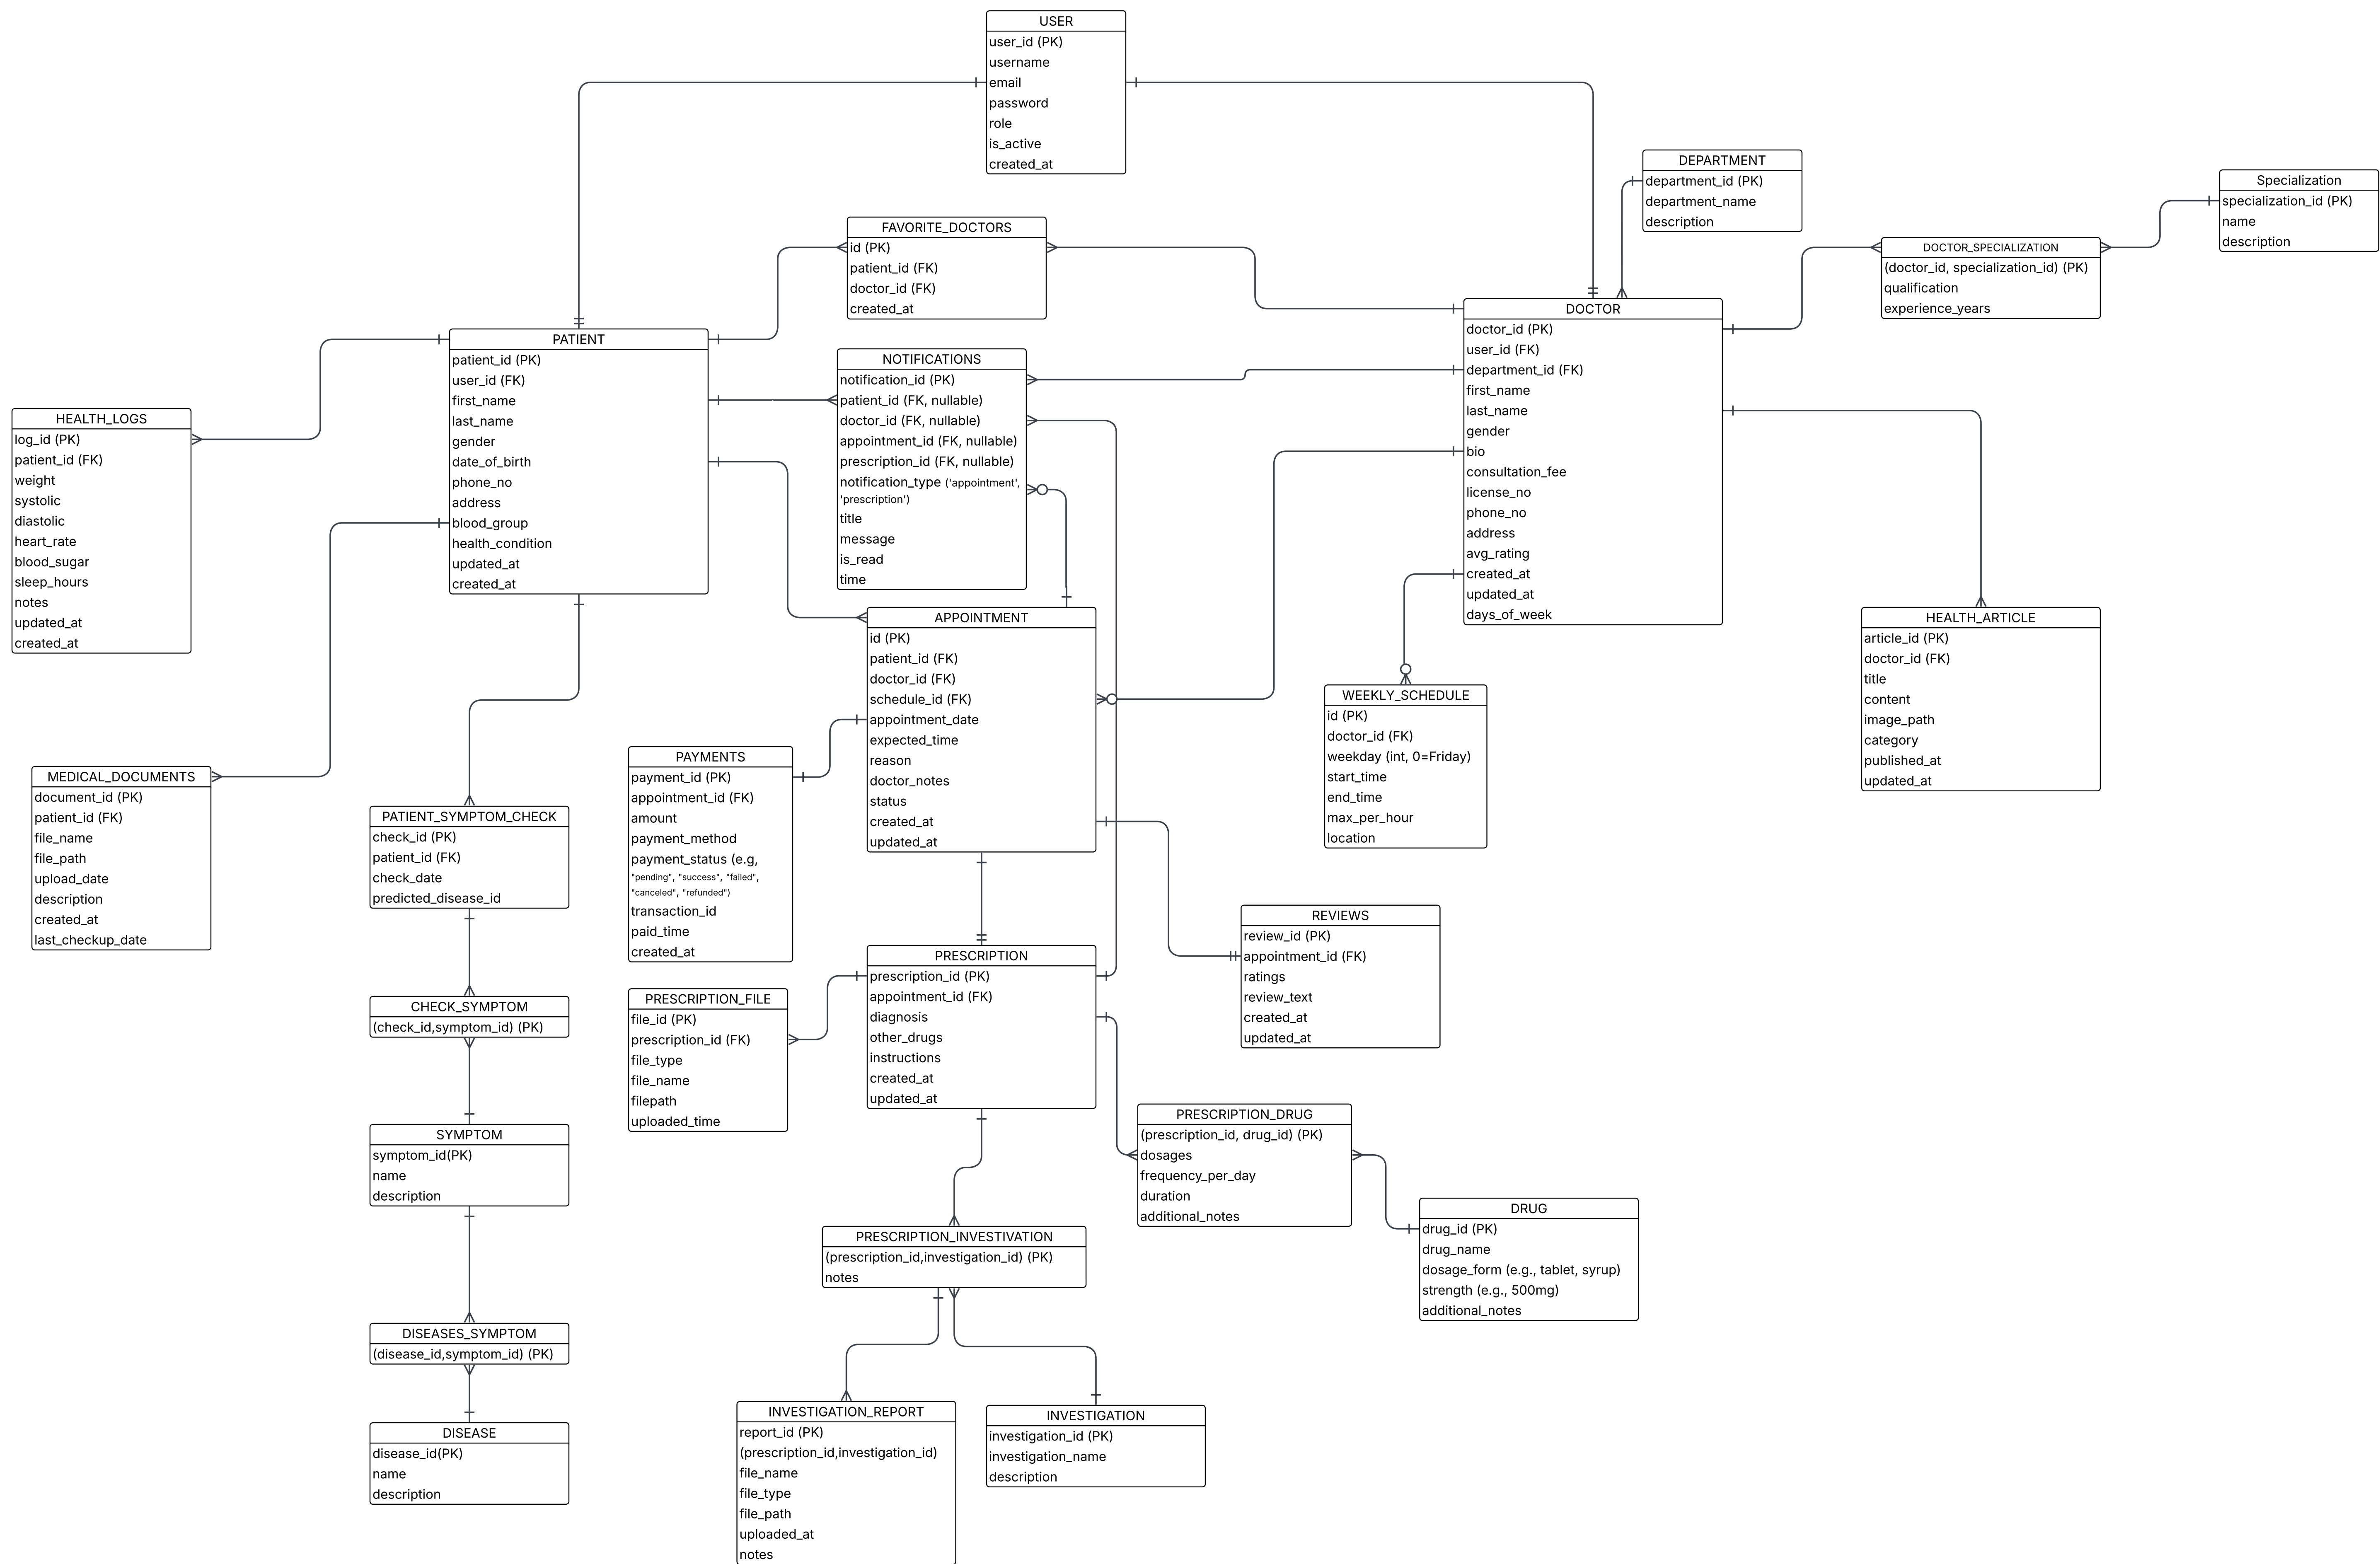 USER
user_id (PK)
username
email
password
role
is_active
created_at
DEPARTMENT
department_id (PK)
department_name
description
Specialization
specialization_id (PK)
name
description
FAVORITE_DOCTORS
id (PK)
patient_id (FK)
doctor_id (FK)
created_at
DOCTOR_SPECIALIZATION
(doctor_id, specialization_id) (PK)
qualification
experience_years
DOCTOR
doctor_id (PK)
user_id (FK)
department_id (FK)
first_name
last_name
gender
bio
consultation_fee
license_no
phone_no
address
avg_rating
created_at
updated_at
days_of_week
PATIENT
patient_id (PK)
user_id (FK)
first_name
last_name
gender
date_of_birth
phone_no
address
blood_group
health_condition
updated_at
created_at
NOTIFICATIONS
notification_id (PK)
patient_id (FK, nullable)
doctor_id (FK, nullable)
appointment_id (FK, nullable)
prescription_id (FK, nullable)
notification_type ('appointment',
'prescription')
title
message
is_read
time
HEALTH_LOGS
log_id (PK)
patient_id (FK)
weight
systolic
diastolic
heart_rate
blood_sugar
sleep_hours
notes
updated_at
created_at
APPOINTMENT
id (PK)
patient_id (FK)
doctor_id (FK)
schedule_id (FK)
appointment_date
expected_time
reason
doctor_notes
status
created_at
updated_at
HEALTH_ARTICLE
article_id (PK)
doctor_id (FK)
title
content
image_path
category
published_at
updated_at
WEEKLY_SCHEDULE
id (PK)
doctor_id (FK)
weekday (int, 0=Friday)
start_time
end_time
max_per_hour
location
PAYMENTS
payment_id (PK)
appointment_id (FK)
amount
payment_method
payment_status (e.g,
"pending", "success", "failed",
"canceled", "refunded")
transaction_id
paid_time
created_at
MEDICAL_DOCUMENTS
document_id (PK)
patient_id (FK)
file_name
file_path
upload_date
description
created_at
last_checkup_date
PATIENT_SYMPTOM_CHECK
check_id (PK)
patient_id (FK)
check_date
predicted_disease_id
REVIEWS
review_id (PK)
appointment_id (FK)
ratings
review_text
created_at
updated_at
PRESCRIPTION
prescription_id (PK)
appointment_id (FK)
diagnosis
other_drugs
instructions
created_at
updated_at
PRESCRIPTION_FILE
file_id (PK)
prescription_id (FK)
file_type
file_name
filepath
uploaded_time
CHECK_SYMPTOM
(check_id,symptom_id) (PK)
PRESCRIPTION_DRUG
(prescription_id, drug_id) (PK)
dosages
frequency_per_day
duration
additional_notes
SYMPTOM
symptom_id(PK)
name
description
DRUG
drug_id (PK)
drug_name
dosage_form (e.g., tablet, syrup)
strength (e.g., 500mg)
additional_notes
PRESCRIPTION_INVESTIVATION
(prescription_id,investigation_id) (PK)
notes
DISEASES_SYMPTOM
(disease_id,symptom_id) (PK)
INVESTIGATION_REPORT
report_id (PK)
(prescription_id,investigation_id)
file_name
file_type
file_path
uploaded_at
notes
INVESTIGATION
investigation_id (PK)
investigation_name
description
DISEASE
disease_id(PK)
name
description